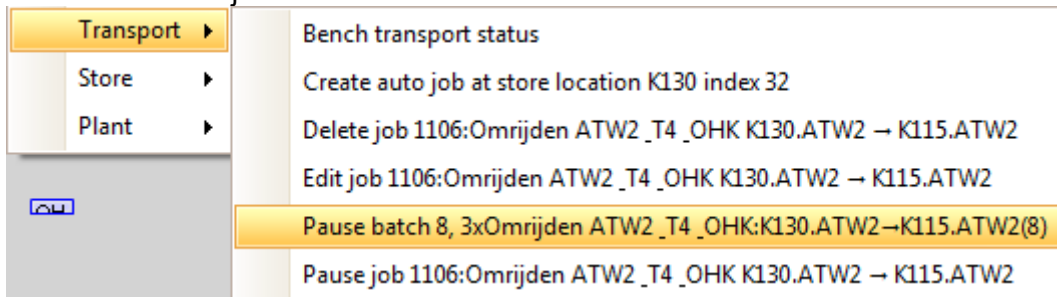 Transport
Store
Plant
Bench transport status
Create auto job at store location K130 index 32
Delete job 1106:Omrijden ATW2 _T4 _OHK K130.ATW2 → K115.ATW2
Edit job 1106:Omrijden ATW2 _T4 _OHK K130.ATW2 → K115.ATW2
Pause batch 8, 3xOmrijden ATW2 _T4 _OHK:K130.ATW2→K115.ATW2(8)
Pause job 1106:Omrijden ATW2 _T4 _OHK K130.ATW2 → K115.ATW2